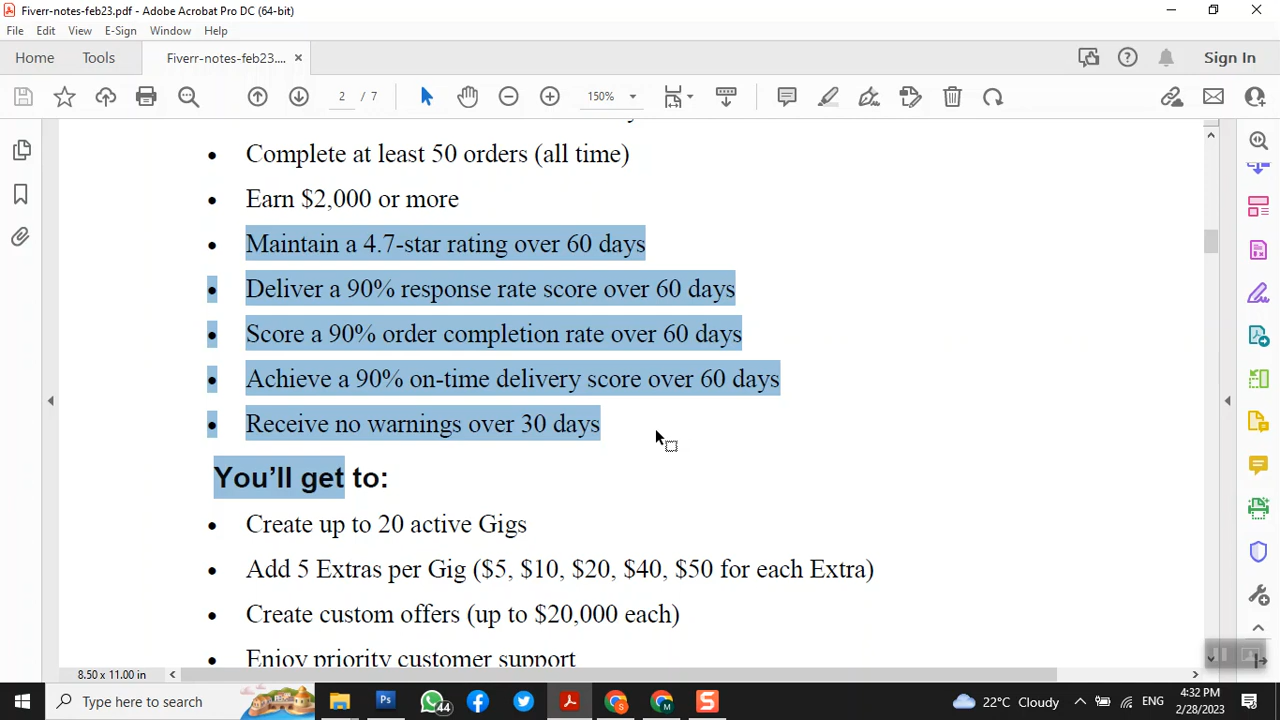 Fiverr-notes-feb23.pdf - Adobe Acrobat Pro DC (64-bit)
File Edit View E-Sign Window Help
Home Tools Fiverr-notes-feb23.... × Sign In
2 / 7 150%
• Complete at least 50 orders (all time)
• Earn $2,000 or more
• Maintain a 4.7-star rating over 60 days
• Deliver a 90% response rate score over 60 days
• Score a 90% order completion rate over 60 days
• Achieve a 90% on-time delivery score over 60 days
• Receive no warnings over 30 days
You’ll get to:
• Create up to 20 active Gigs
• Add 5 Extras per Gig ($5, $10, $20, $40, $50 for each Extra)
• Create custom offers (up to $20,000 each)
• Enjoy priority customer support
8.50 x 11.00 in
Type here to search Ps 44 S 22°C Cloudy ENG 4:32 PM
2/28/2023